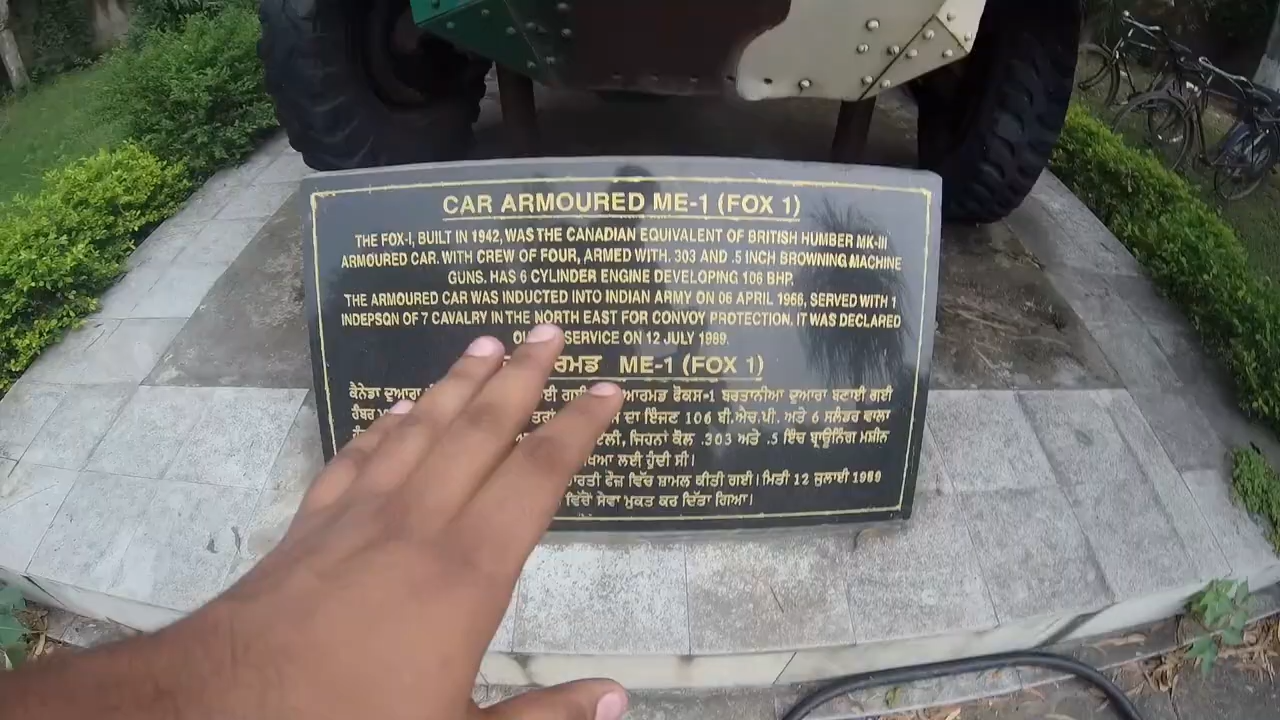 CAR ARMOURED ME-1 (FOX 1)
THE FOX-I, BUILT IN 1942, WAS THE CANADIAN EQUIVALENT OF BRITISH HUMBER MK-III
ARMOURED CAR. WITH CREW OF FOUR, ARMED WITH. 303 AND .5 INCH BROWNING MACHINE
GUNS. HAS 6 CYLINDER ENGINE DEVELOPING 106 BHP.
THE ARMOURED CAR WAS INDUCTED INTO INDIAN ARMY ON 06 APRIL 1966, SERVED WITH 1
INDEPSQN OF 7 CAVALRY IN THE NORTH EAST FOR CONVOY PROTECTION. IT WAS DECLARED
SERVICE ON 12 JULY 1989.
ME-1 (FOX 1)
ਕੈਨੇਡਾ ਦੁਆਰਾ ਫੌਕਸ-1 ਬਰਤਾਨੀਆ ਦੁਆਰਾ ਬਣਾਈ ਗਈ
ਹੰਬਰ ਦਾ ਇੰਜਣ 106 ਬੀ.ਐਚ.ਪੀ. ਅਤੇ 6 ਸਲੰਡਰ ਵਾਲਾ
ਜਿਹਨਾਂ ਕੋਲ .303 ਅਤੇ .5 ਇੰਚ ਬ੍ਰਾਊਨਿੰਗ ਮਸ਼ੀਨ
ਲਈ ਹੁੰਦੀ ਸੀ।
ਫੌਜ ਵਿੱਚ ਸ਼ਾਮਲ ਕੀਤੀ ਗਈ। ਮਿਤੀ 12 ਜੁਲਾਈ 1989
ਵਿੱਚੋਂ ਸੇਵਾ ਮੁਕਤ ਕਰ ਦਿੱਤਾ ਗਿਆ।